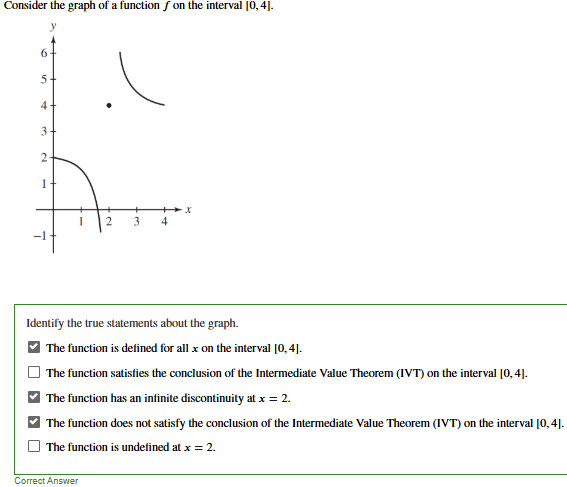 Consider the graph of a function f on the interval [0, 4].
y
6
5
4
3
2
1
x
1 2 3 4
−1
Identify the true statements about the graph.
The function is defined for all x on the interval [0, 4].
The function satisfies the conclusion of the Intermediate Value Theorem (IVT) on the interval [0, 4].
The function has an infinite discontinuity at x = 2.
The function does not satisfy the conclusion of the Intermediate Value Theorem (IVT) on the interval [0, 4].
The function is undefined at x = 2.
Correct Answer